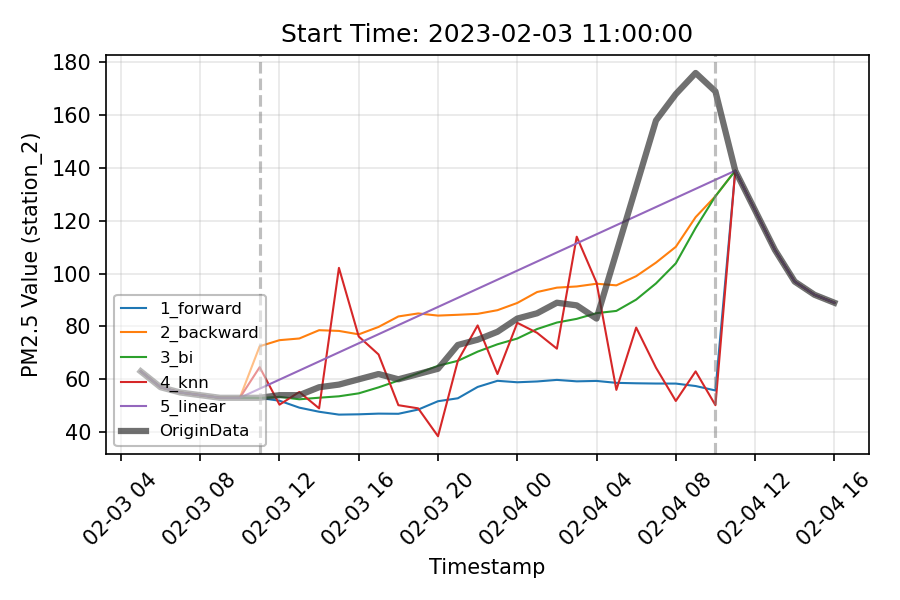 Start Time: 2023-02-03 11:00:00
PM2.5 Value (station_2)
180
160
140
120
100
80
60
40
1_forward
2_backward
3_bi
4_knn
5_linear
OriginData
02-03 04
02-03 08
02-03 12
02-03 16
02-03 20
02-04 00
02-04 04
02-04 08
02-04 12
02-04 16
Timestamp